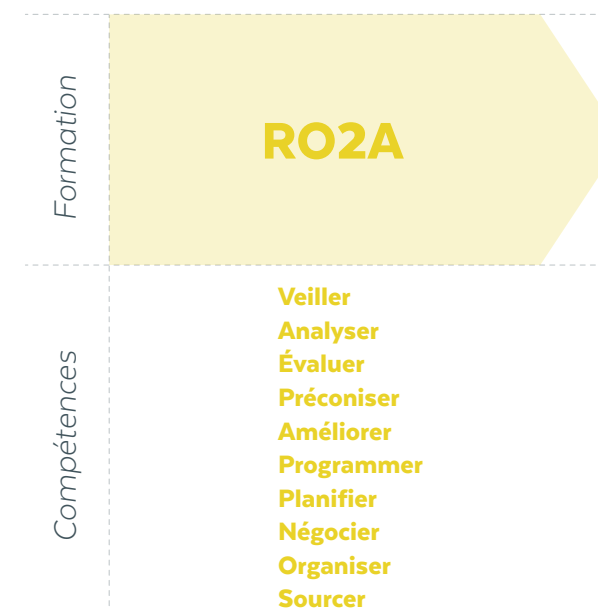 Formation
RO2A
Compétences
Veiller
Analyser
Évaluer
Préconiser
Améliorer
Programmer
Planifier
Négocier
Organiser
Sourcer